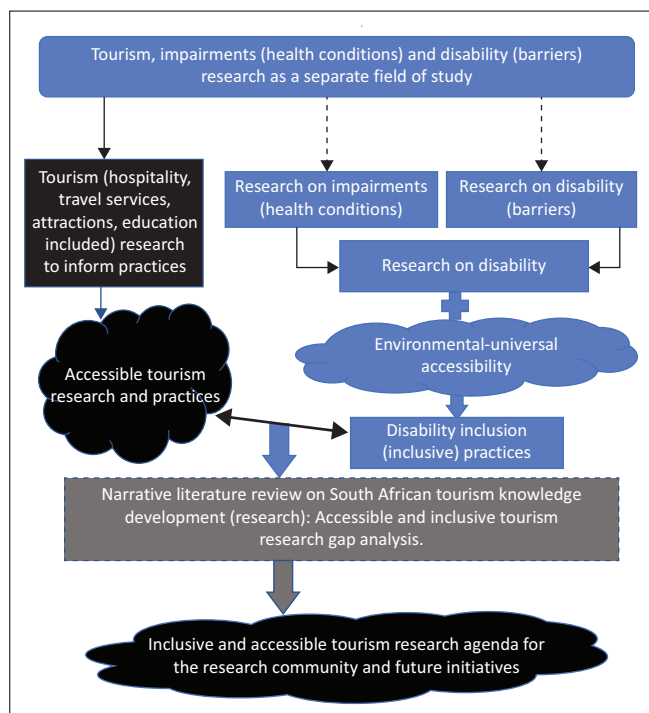 Tourism, impairments (health conditions) and disability (barriers)
research as a separate field of study
Tourism (hospitality,
travel services,
attractions, education
included) research
to inform practices
Research on impairments
(health conditions)
Research on disability
(barriers)
Research on disability
Environmental-universal
accessibility
Accessible tourism
research and practices
Disability inclusion
(inclusive) practices
Narrative literature review on South African tourism knowledge
development (research): Accessible and inclusive tourism
research gap analysis.
Inclusive and accessible tourism research agenda for
the research community and future initiatives